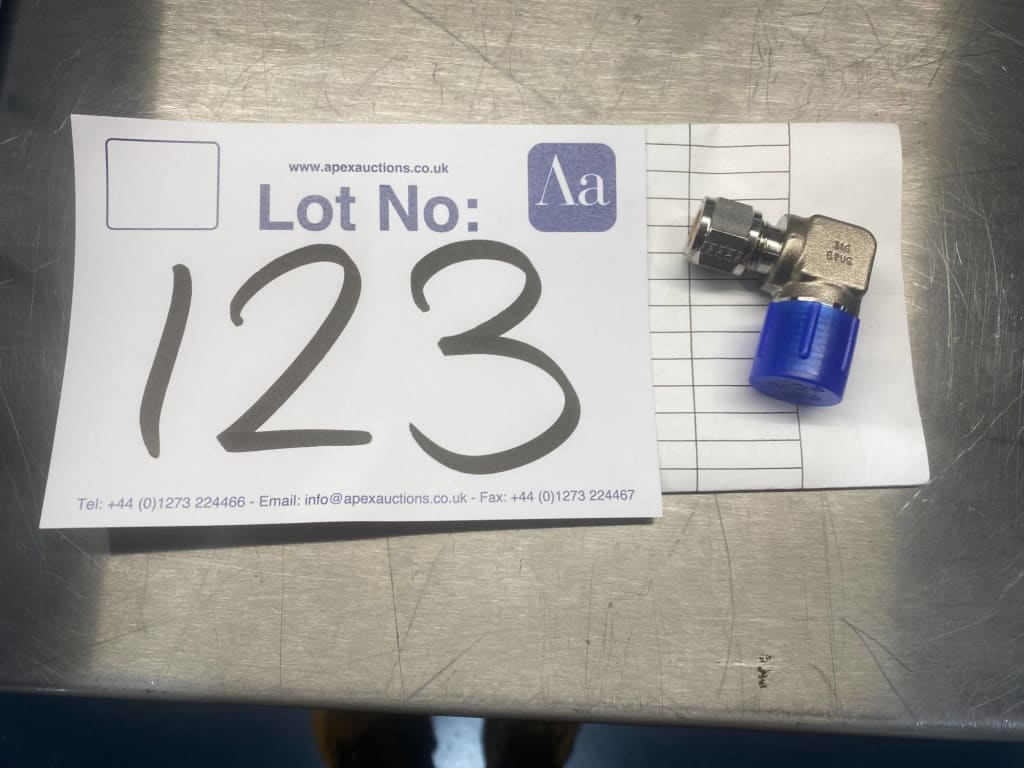 www.apexauctions.co.uk
Aa
Lot No:
123
Tel: +44 (0)1273 224466 - Email: info@apexauctions.co.uk - Fax: +44 (0)1273 224467
316